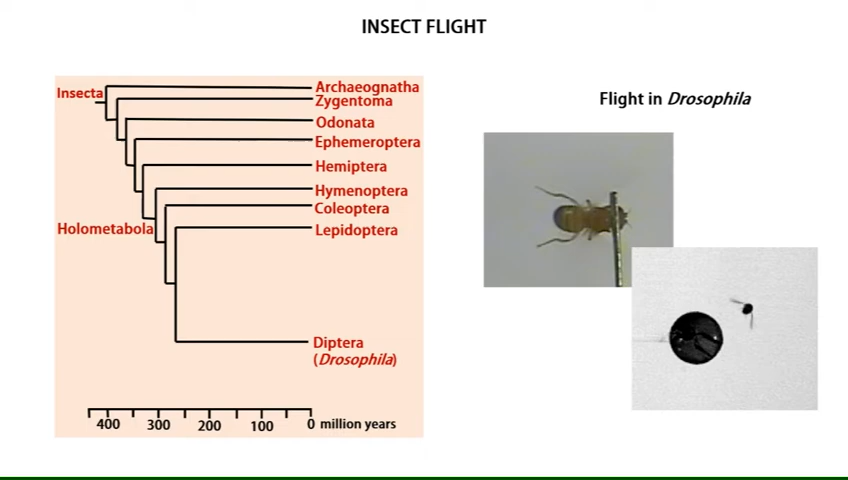 INSECT FLIGHT
Insecta
Archaeognatha
Zygentoma
Odonata
Ephemeroptera
Hemiptera
Hymenoptera
Coleoptera
Holometabola
Lepidoptera
Diptera
(Drosophila)
400 300 200 100 0 million years
Flight in Drosophila